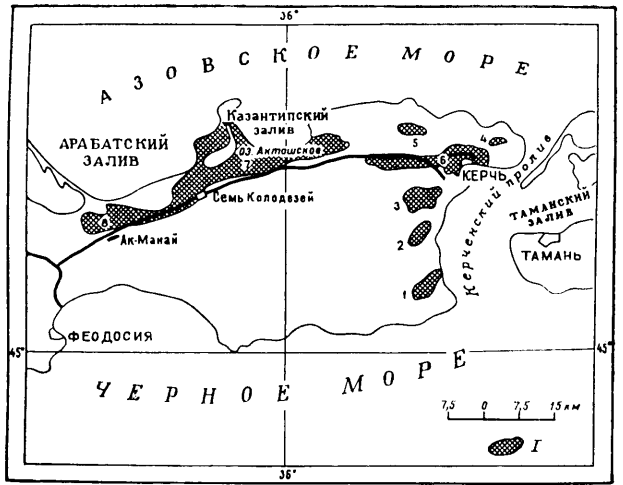 36°
АЗОВСКОЕ МОРЕ
Казантипский
залив
АРАБАТСКИЙ
ЗАЛИВ
оз. Акташское
5
4
7
6
КЕРЧЬ
Семь Колодезей
3
8
Ак-Манай
2
Керченский пролив
ТАМАНСКИЙ
ЗАЛИВ
ТАМАНЬ
1
ФЕОДОСИЯ
45°
45°
ЧЕРНОЕ МОРЕ
7,5 0 7,5 15 км
I
36°